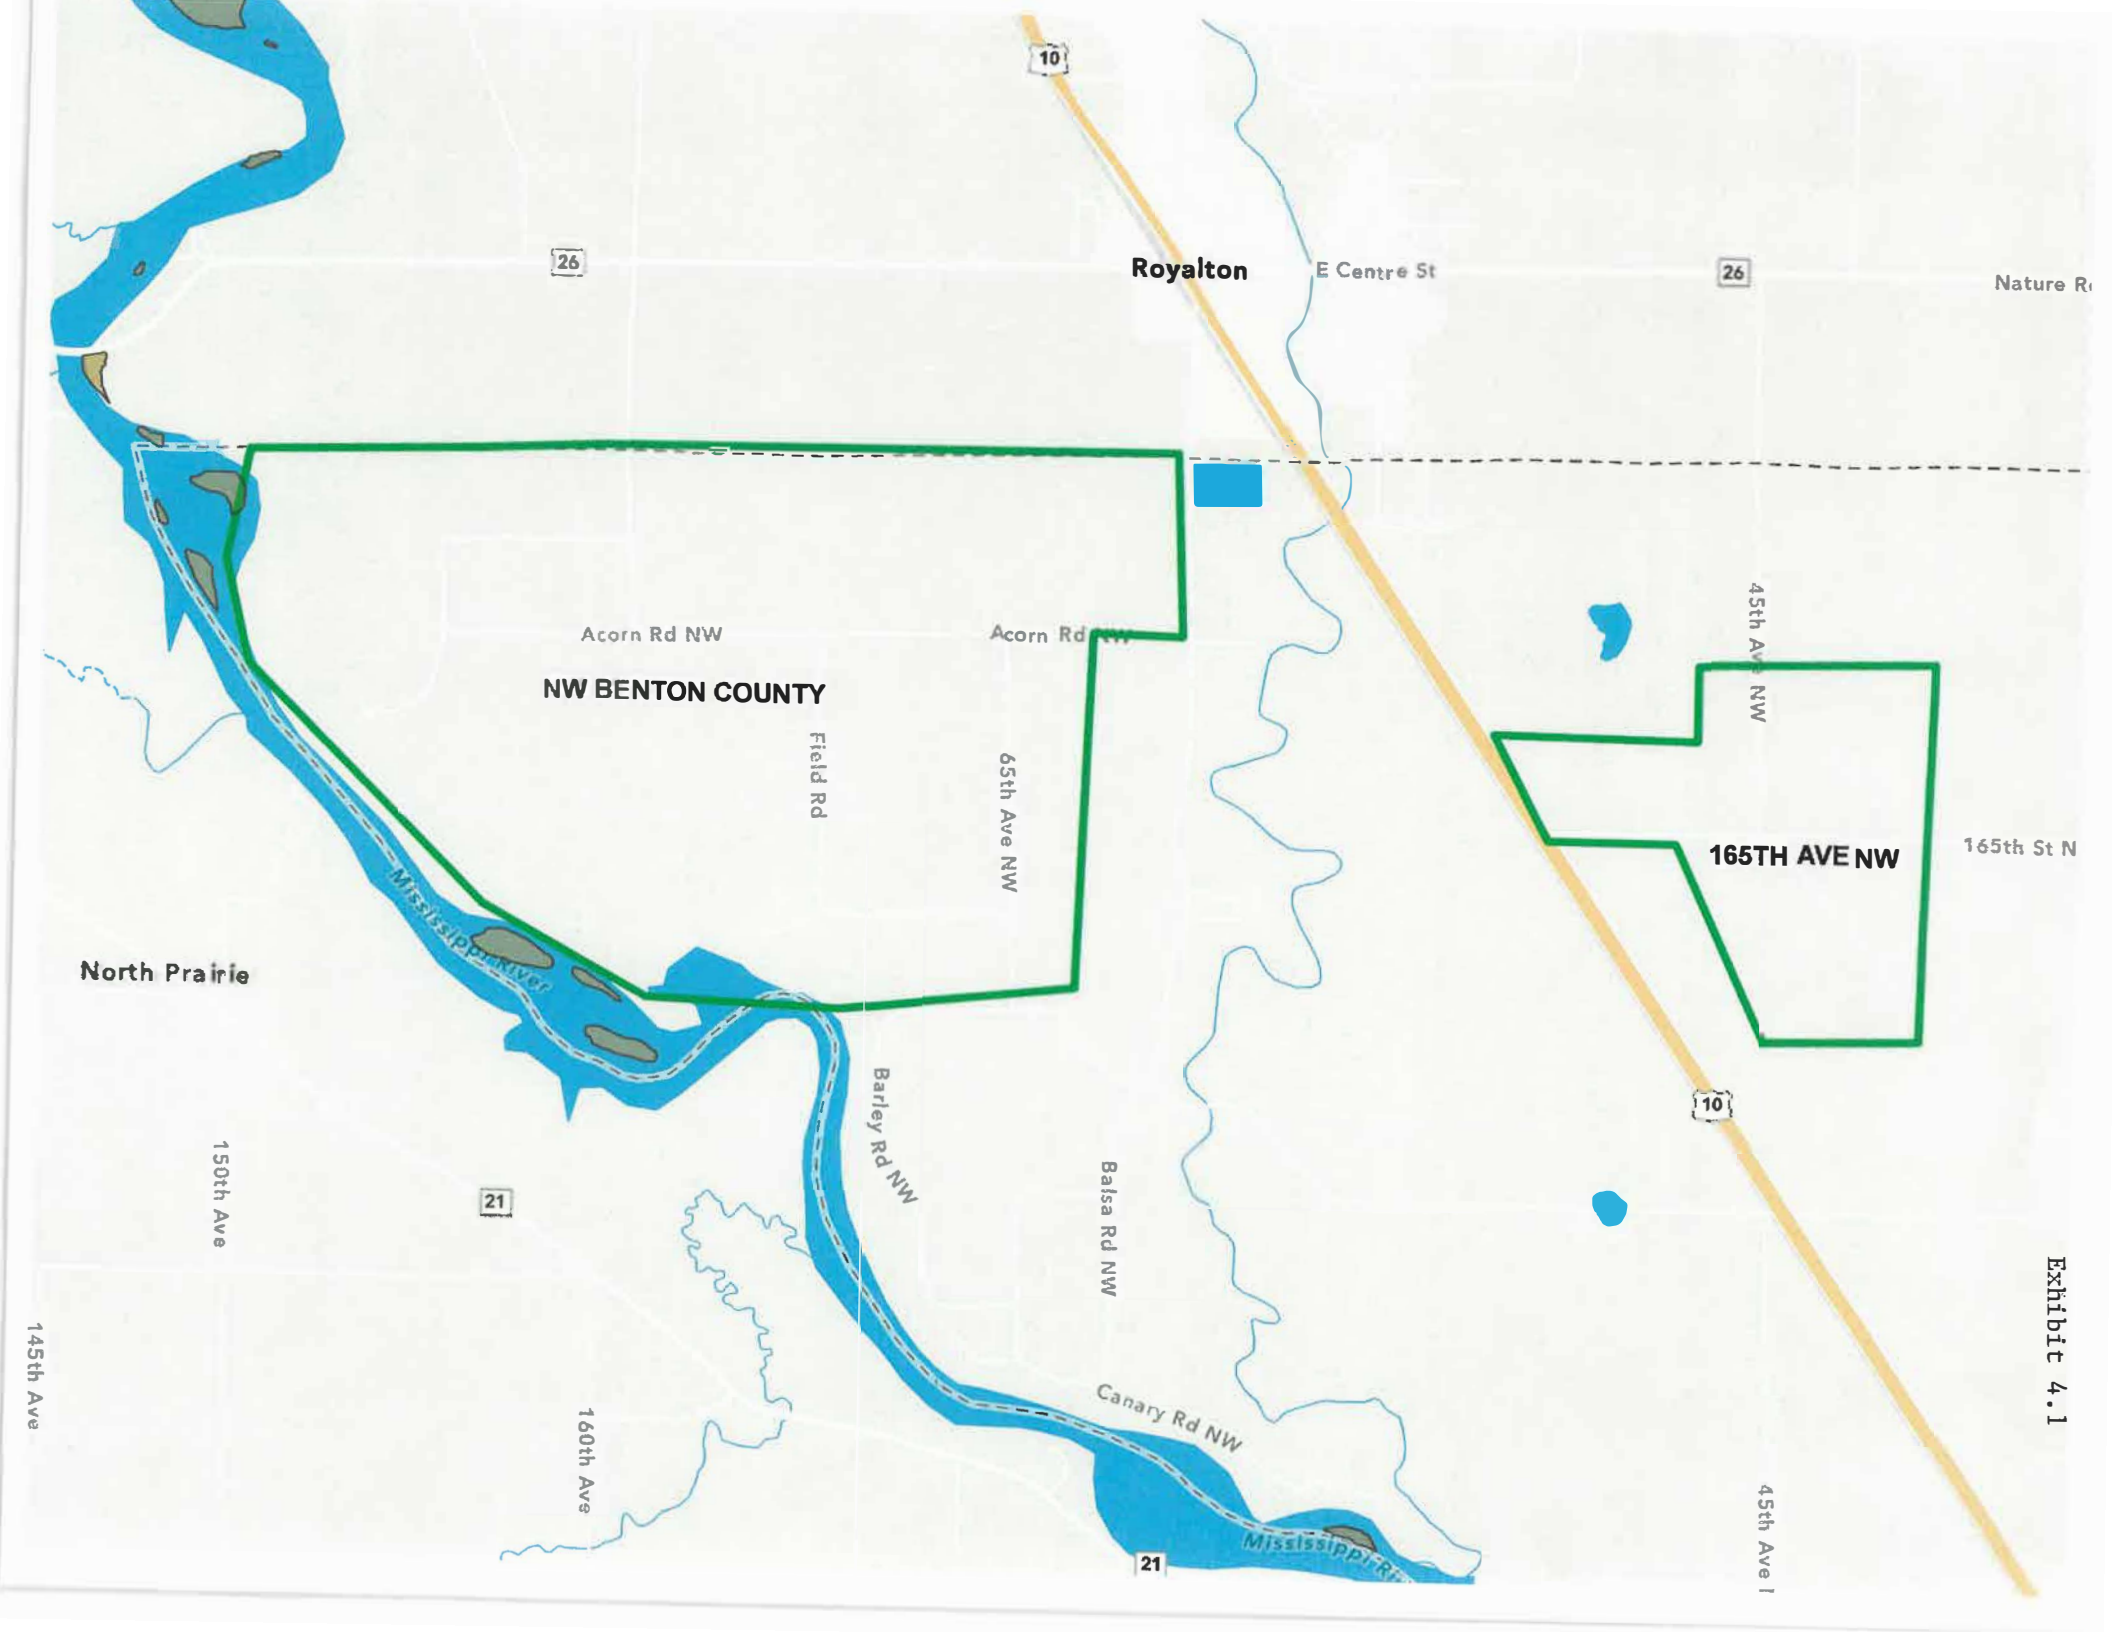 10
26
Royalton
E Centre St
26
Nature R
Acorn Rd NW
Acorn Rd NW
NW BENTON COUNTY
45th Ave NW
Field Rd
65th Ave NW
165TH AVE NW
165th St N
Mississippi River
North Prairie
10
Barley Rd NW
150th Ave
21
Balsa Rd NW
Exhibit 4.1
145th Ave
160th Ave
Canary Rd NW
45th Ave
Mississippi Ri
21